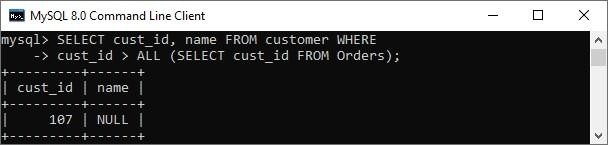 MySQL 8.0 Command Line Client
mysql> SELECT cust_id, name FROM customer WHERE
    -> cust_id > ALL (SELECT cust_id FROM Orders);
+---------+------+
| cust_id | name |
+---------+------+
|     107 | NULL |
+---------+------+